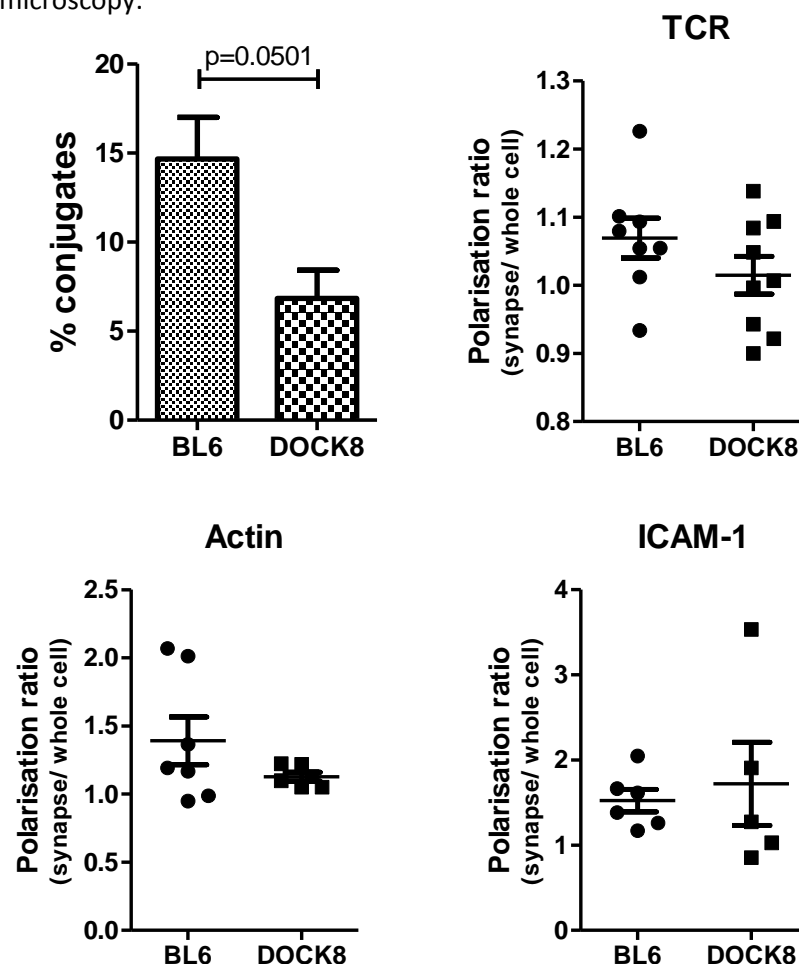 microscopy.
p=0.0501
% conjugates
20
15
10
5
0
BL6 DOCK8
TCR
Polarisation ratio
(synapse/ whole cell)
1.3
1.2
1.1
1.0
0.9
0.8
BL6 DOCK8
Actin
Polarisation ratio
(synapse/ whole cell)
2.5
2.0
1.5
1.0
0.5
0.0
BL6 DOCK8
ICAM-1
Polarisation ratio
(synapse/ whole cell)
4
3
2
1
0
BL6 DOCK8